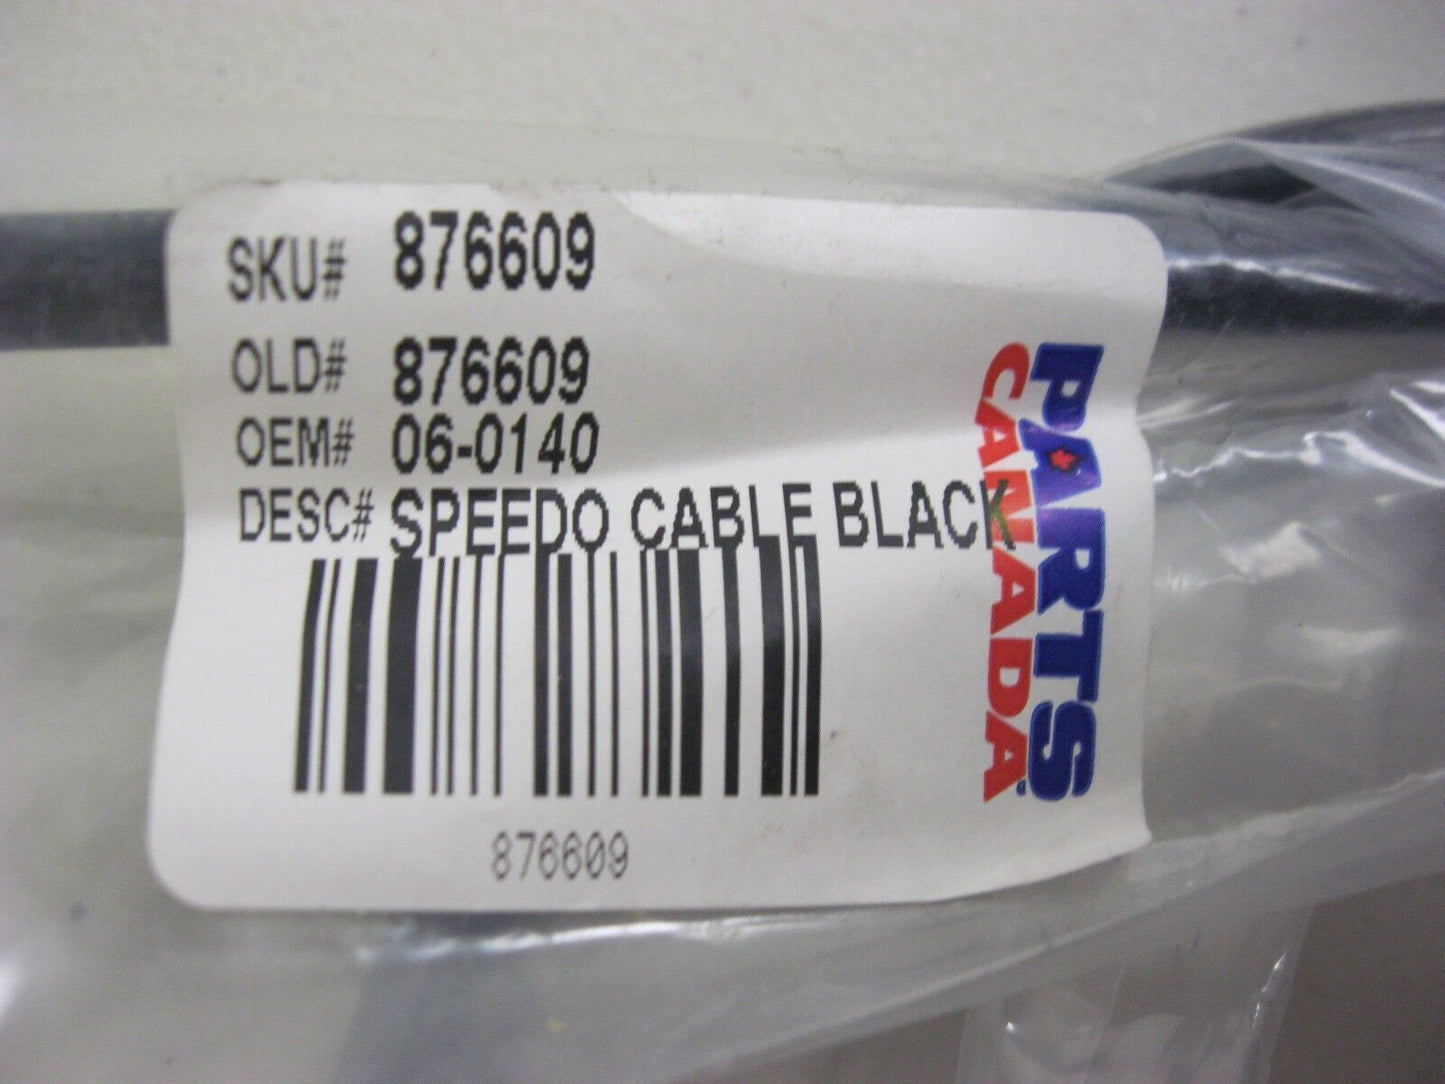 SKU# 876609
OLD# 876609
OEM# 06-0140
DESC# SPEEDO CABLE BLACK
876609
PARTS
CANADA